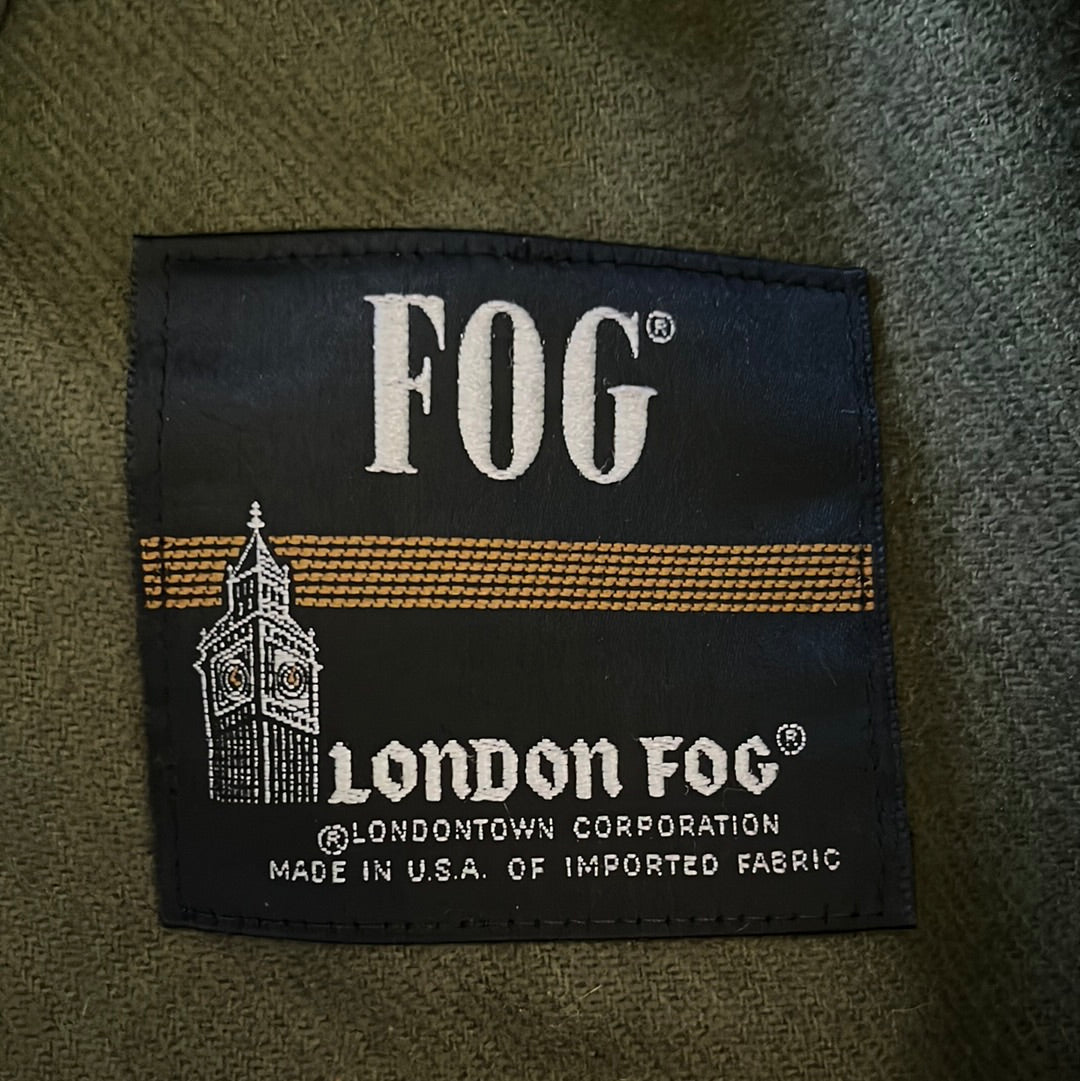 FOG®
LONDON FOG®
®LONDONTOWN CORPORATION
MADE IN U.S.A. OF IMPORTED FABRIC